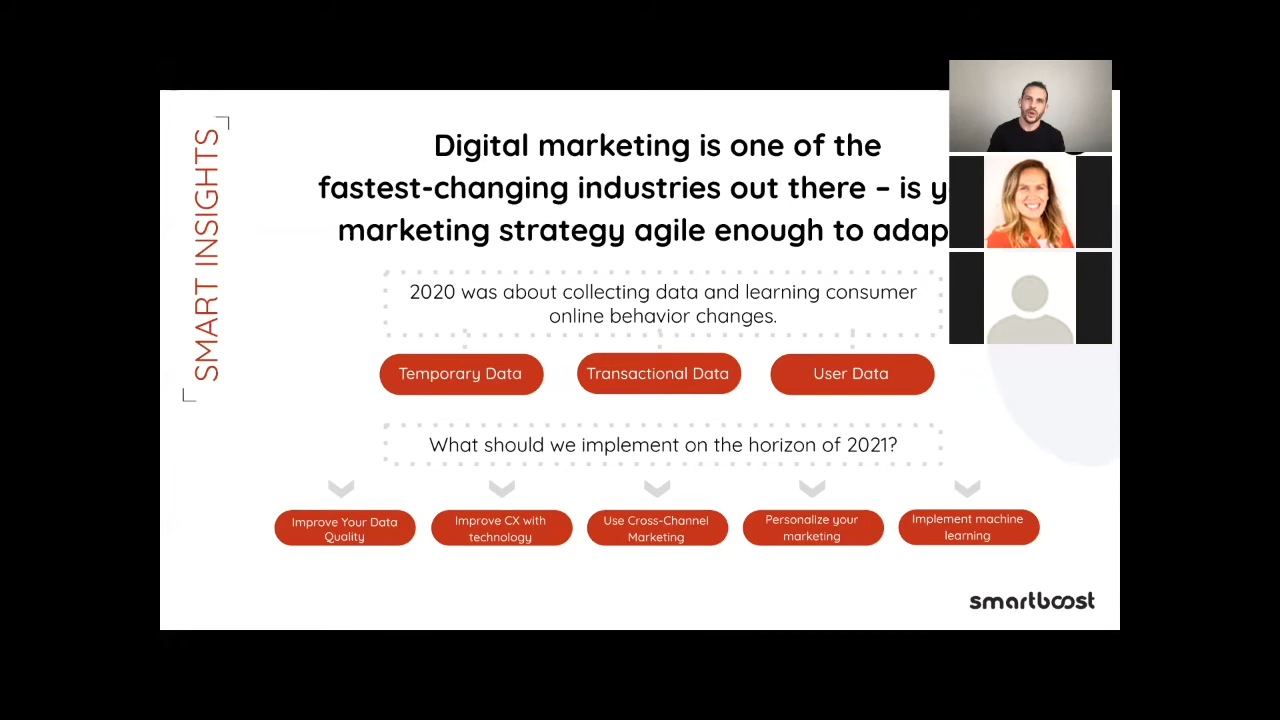 SMART INSIGHTS
Digital marketing is one of the
fastest-changing industries out there – is
marketing strategy agile enough to
2020 was about collecting data and learning consumer
online behavior changes.
Temporary Data
Transactional Data
User Data
What should we implement on the horizon of 2021?
Improve Your Data
Quality
Improve CX with
technology
Use Cross-Channel
Marketing
Personalize your
marketing
Implement machine
learning
smartboost